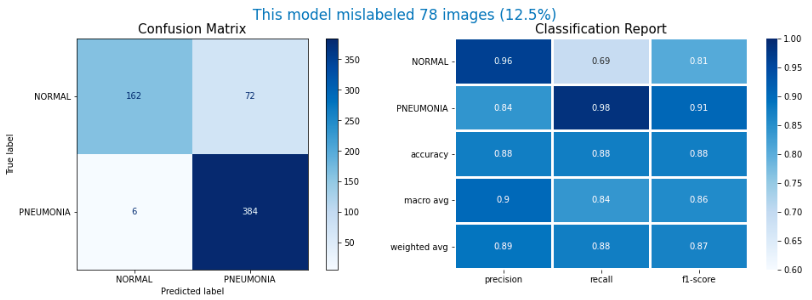 This model mislabeled 78 images (12.5%)
Confusion Matrix
NORMAL
162
72
PNEUMONIA
6
384
NORMAL
PNEUMONIA
True label
Predicted label
350
300
250
200
150
100
50
Classification Report
NORMAL
0.96
0.69
0.81
PNEUMONIA
0.84
0.98
0.91
accuracy
0.88
0.88
0.88
macro avg
0.9
0.84
0.86
weighted avg
0.89
0.88
0.87
precision
recall
f1-score
1.00
0.95
0.90
0.85
0.80
0.75
0.70
0.65
0.60